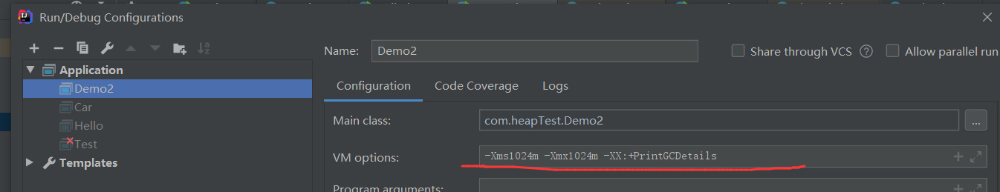 Run/Debug Configurations
Name: Demo2 Share through VCS Allow parallel run
Application
Demo2
Car
Hello
Test
Templates
Configuration Code Coverage Logs
Main class: com.heapTest.Demo2 ...
VM options: -Xms1024m -Xmx1024m -XX:+PrintGCDetails
Program arguments: